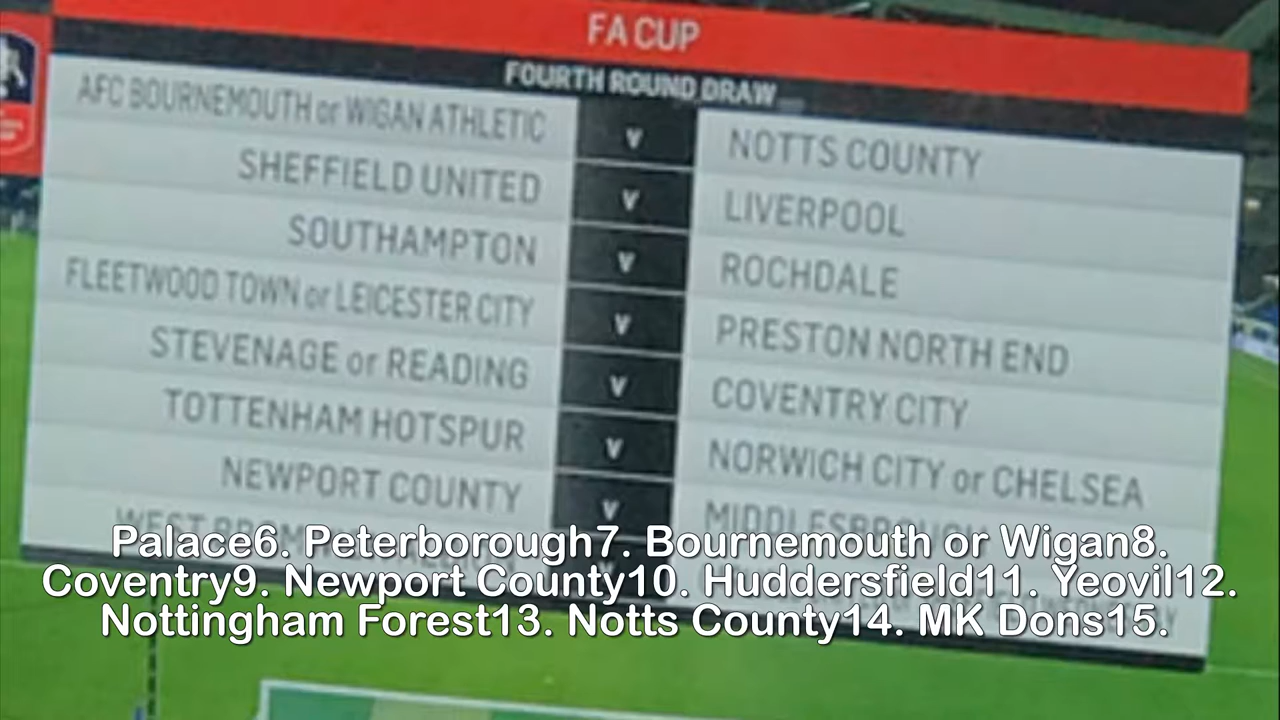 FA CUP
FOURTH ROUND DRAW
AFC BOURNEMOUTH or WIGAN ATHLETIC v NOTTS COUNTY
SHEFFIELD UNITED v LIVERPOOL
SOUTHAMPTON v ROCHDALE
FLEETWOOD TOWN or LEICESTER CITY v PRESTON NORTH END
STEVENAGE or READING v COVENTRY CITY
TOTTENHAM HOTSPUR v NORWICH CITY or CHELSEA
NEWPORT COUNTY v MIDDLESBROUGH
WEST
Palace6. Peterborough7. Bournemouth or Wigan8.
Coventry9. Newport County10. Huddersfield11. Yeovil12.
Nottingham Forest13. Notts County14. MK Dons15.